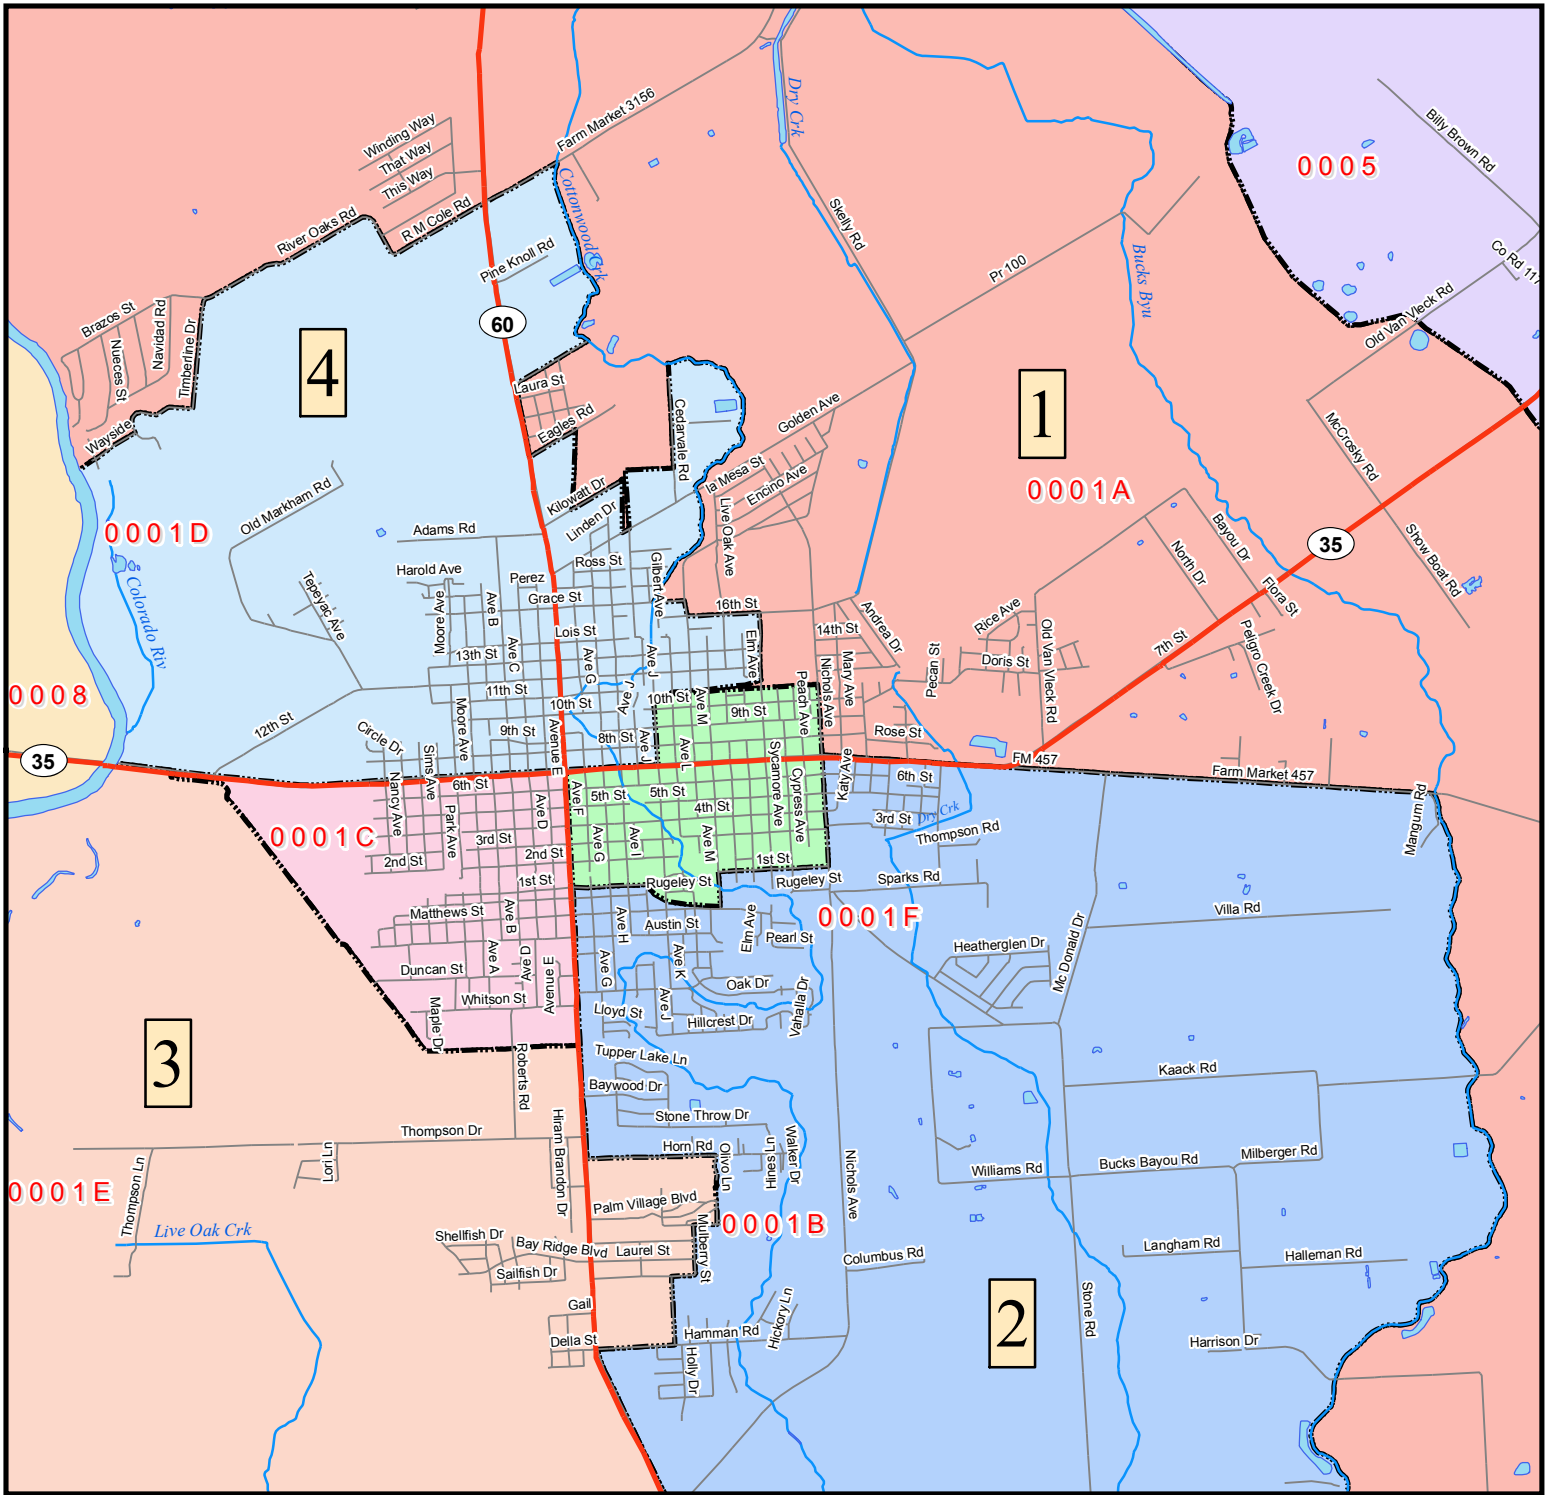 Farm Market 3156
Dry Crk
Winding Way
That Way
This Way
Billy Brown Rd
0005
Cottonwood Crk
River Oaks Rd
R M Cole Rd
Skelly Rd
Pine Knoll Rd
Pr 100
Bucks Byu
Co Rd 117
Old Van Vleck Rd
Brazos St
Navidad Rd
Nueces St
Timberline Dr
60
4
Laura St
Eagles Rd
Wayside
Cedarvale Rd
Golden Ave
1
McCrosky Rd
la Mesa St
Encino Ave
0001A
Old Markham Rd
Kilowatt Dr
Linden Dr
Live Oak Ave
0001D
Adams Rd
Bayou Dr
North Dr
35
Show Boat Rd
Colorado Riv
Harold Ave
Perez
Ross St
Gilbert Ave
Tepeyac Ave
Moore Ave
Ave B
Grace St
16th St
Flora St
Andrea Dr
Rice Ave
Lois St
Elm Ave
14th St
Old Van Vleck Rd
7th St
Peligro Creek Dr
13th St
Ave C
Ave G
Ave J
Nichols Ave
Mary Ave
Pecan St
Doris St
0008
11th St
10th St
Ave J
10th St
Ave M
Peach Ave
12th St
Moore Ave
9th St
9th St
Rose St
Circle Dr
Sims Ave
Avenue E
8th St
Ave J
Ave L
Sycamore Ave
35
FM 457
Farm Market 457
Nancy Ave
6th St
Ave F
5th St
5th St
Cypress Ave
Katy Ave
6th St
Mangum Rd
0001C
Park Ave
Ave D
4th St
3rd St
Dry Crk
Thompson Rd
3rd St
Ave G
Ave I
Ave M
2nd St
2nd St
1st St
1st St
Rugeley St
Rugeley St
Sparks Rd
Matthews St
Ave B
Ave H
Austin St
Elm Ave
0001F
Villa Rd
Pearl St
Mc Donald Dr
Heatherglen Dr
Duncan St
Ave A
Ave D
Avenue E
Ave G
Ave K
Oak Dr
Whitson St
Ave J
Vahalla Dr
Maple Dr
Lloyd St
Hillcrest Dr
3
Roberts Rd
Tupper Lake Ln
Kaack Rd
Baywood Dr
Stone Throw Dr
Thompson Dr
Hiram Brandon Dr
Horn Rd
Olivo Ln
Hines Ln
Walker Dr
Thompson Ln
Lori Ln
Nichols Ave
Williams Rd
Bucks Bayou Rd
Milberger Rd
0001E
Palm Village Blvd
0001B
Live Oak Crk
Shellfish Dr
Bay Ridge Blvd
Laurel St
Mulberry St
Langham Rd
Halleman Rd
Sailfish Dr
Columbus Rd
Gail
Hickory Ln
Stone Rd
2
Della St
Hamman Rd
Harrison Dr
Holly Dr